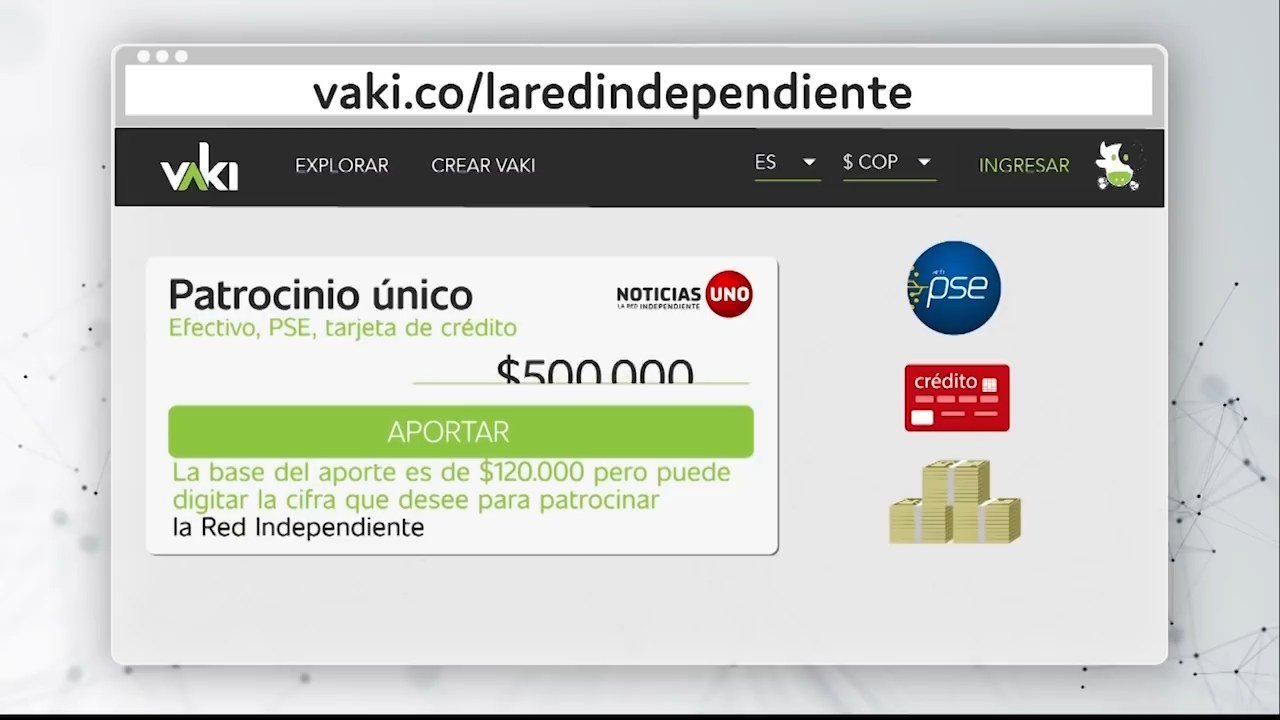 vaki.co/laredindependiente
vaki
EXPLORAR
CREAR VAKI
ES
$ COP
INGRESAR
Patrocinio único
NOTICIAS UNO
LA RED INDEPENDIENTE
Efectivo, PSE, tarjeta de crédito
$500.000
APORTAR
La base del aporte es de $120.000 pero puede
digitar la cifra que desee para patrocinar
la Red Independiente
pse
crédito